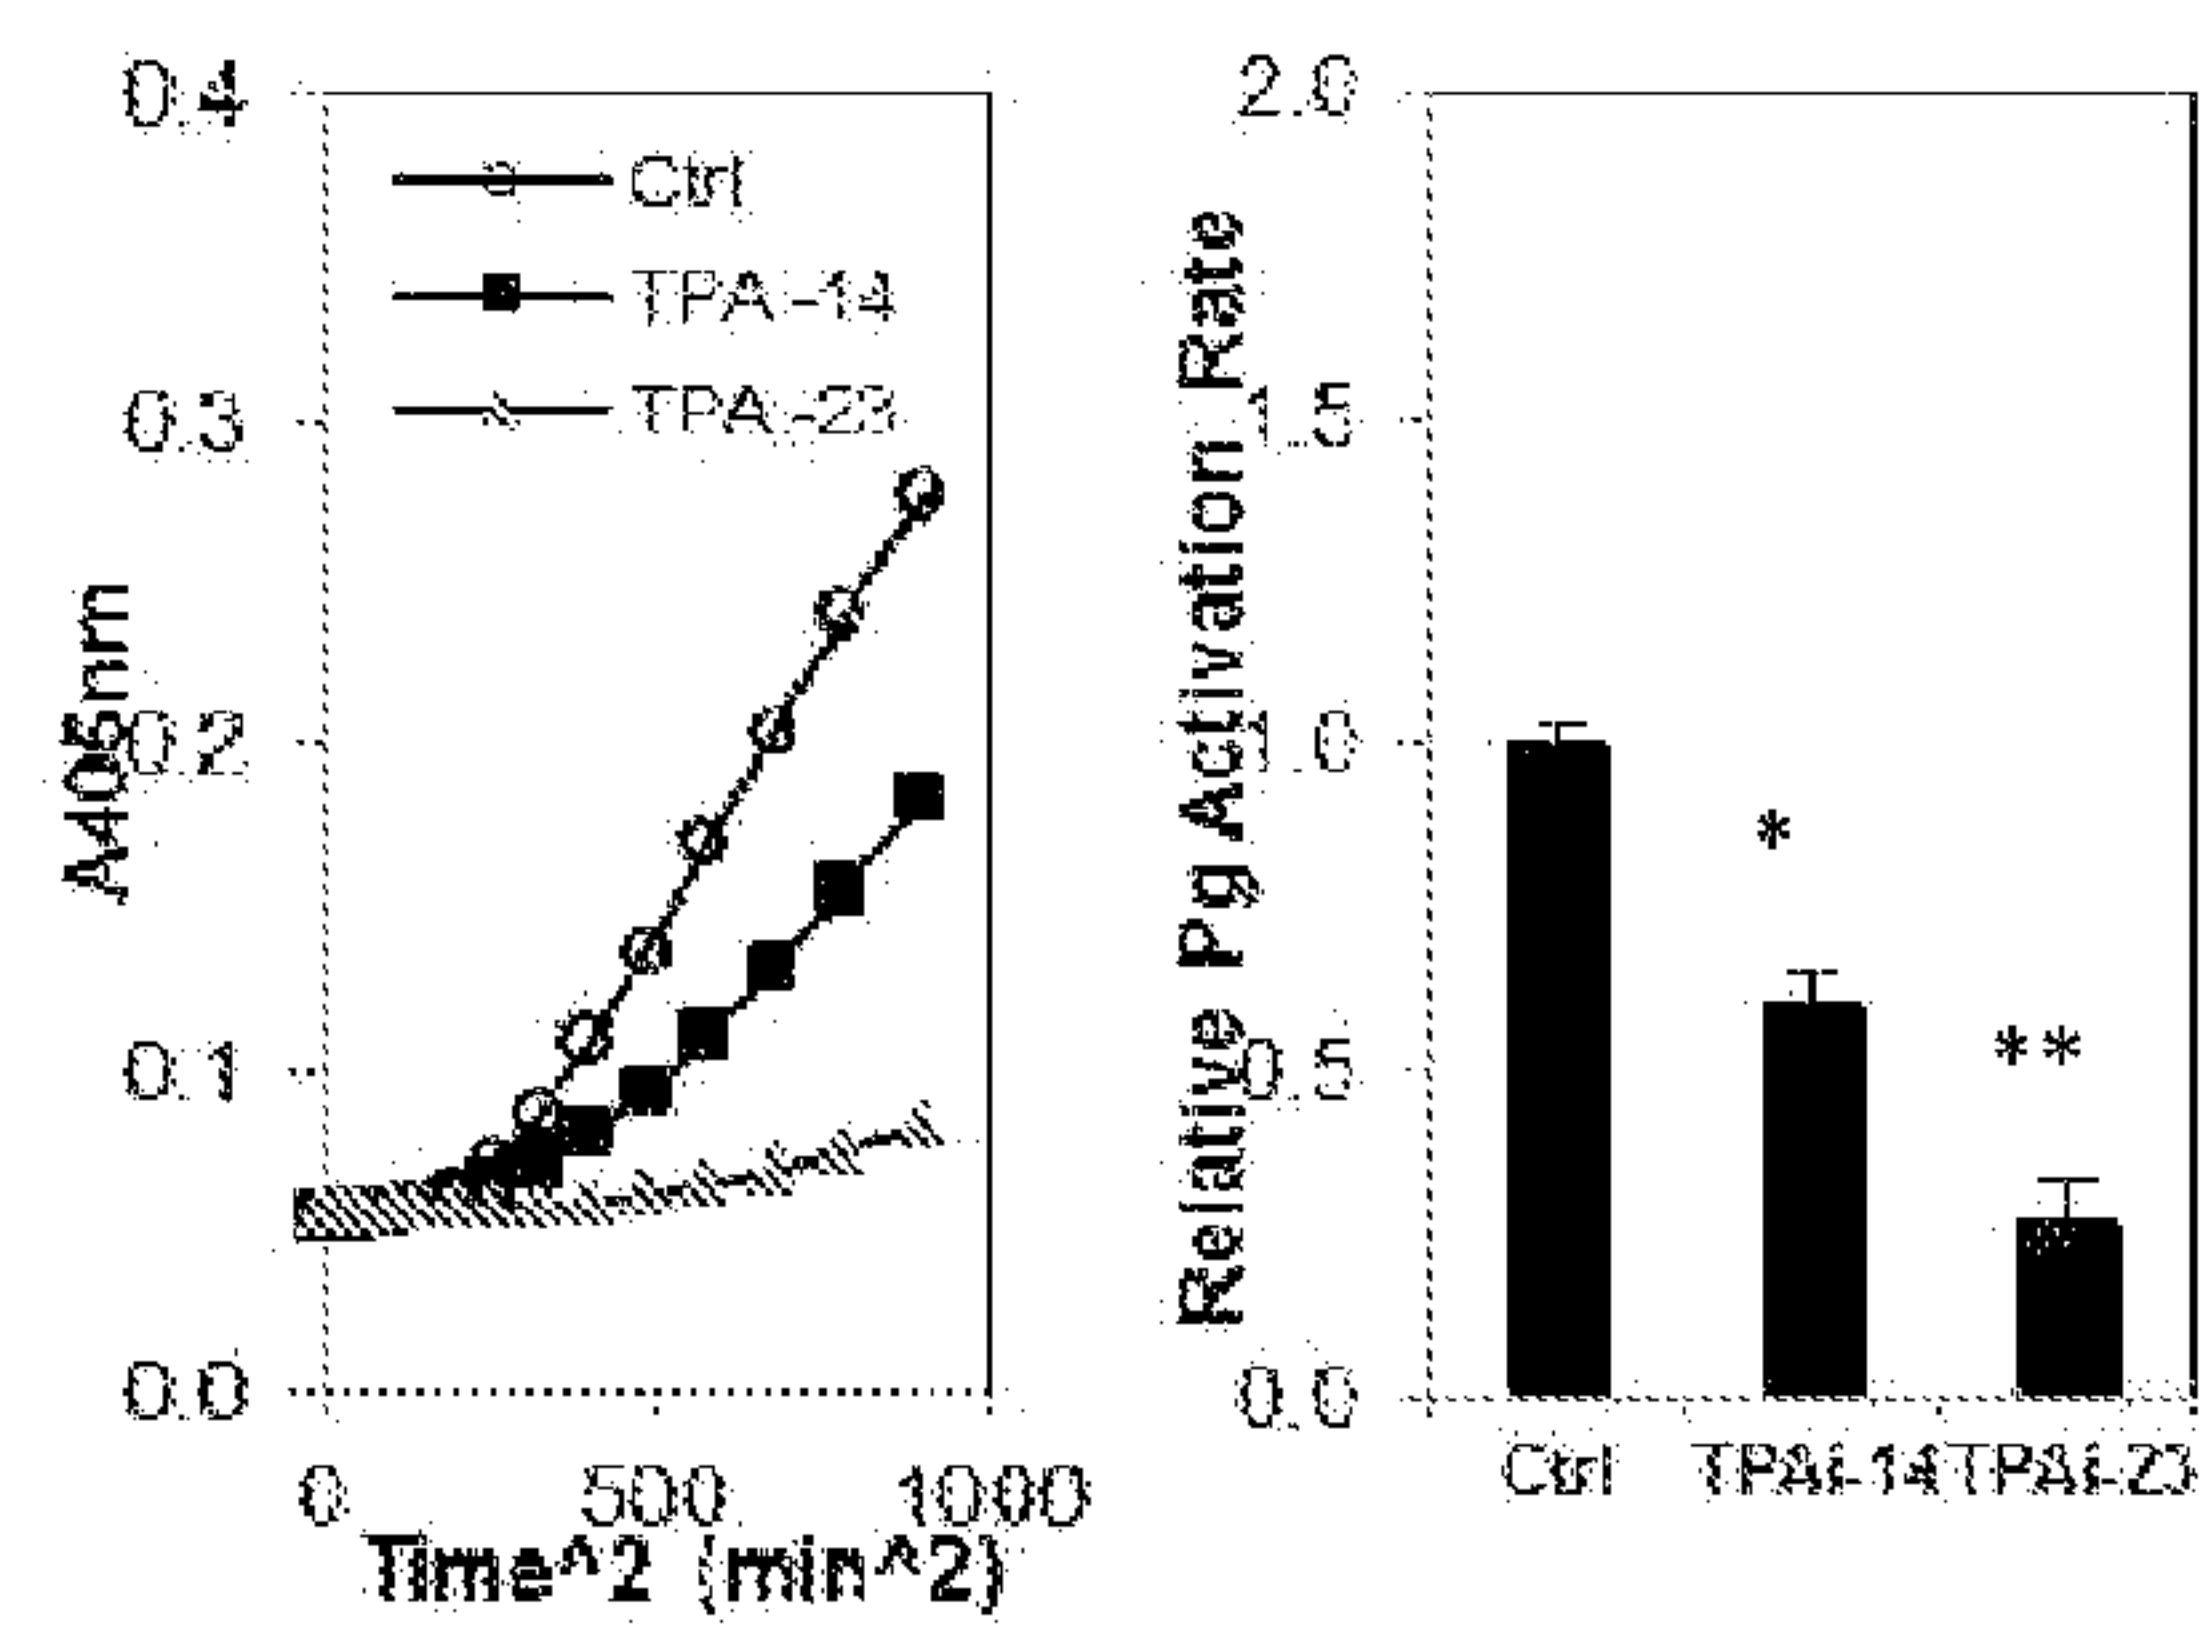 0.4
0.3
0.2
0.1
0.0
A405nm
Ctrl
TPAi-14
TPAi-23
0 500 1000
Time^2 (min^2)
2.0
1.5
1.0
0.5
0.0
Relative Pg Activation Rate
*
**
Ctrl TPAi-14 TPAi-23